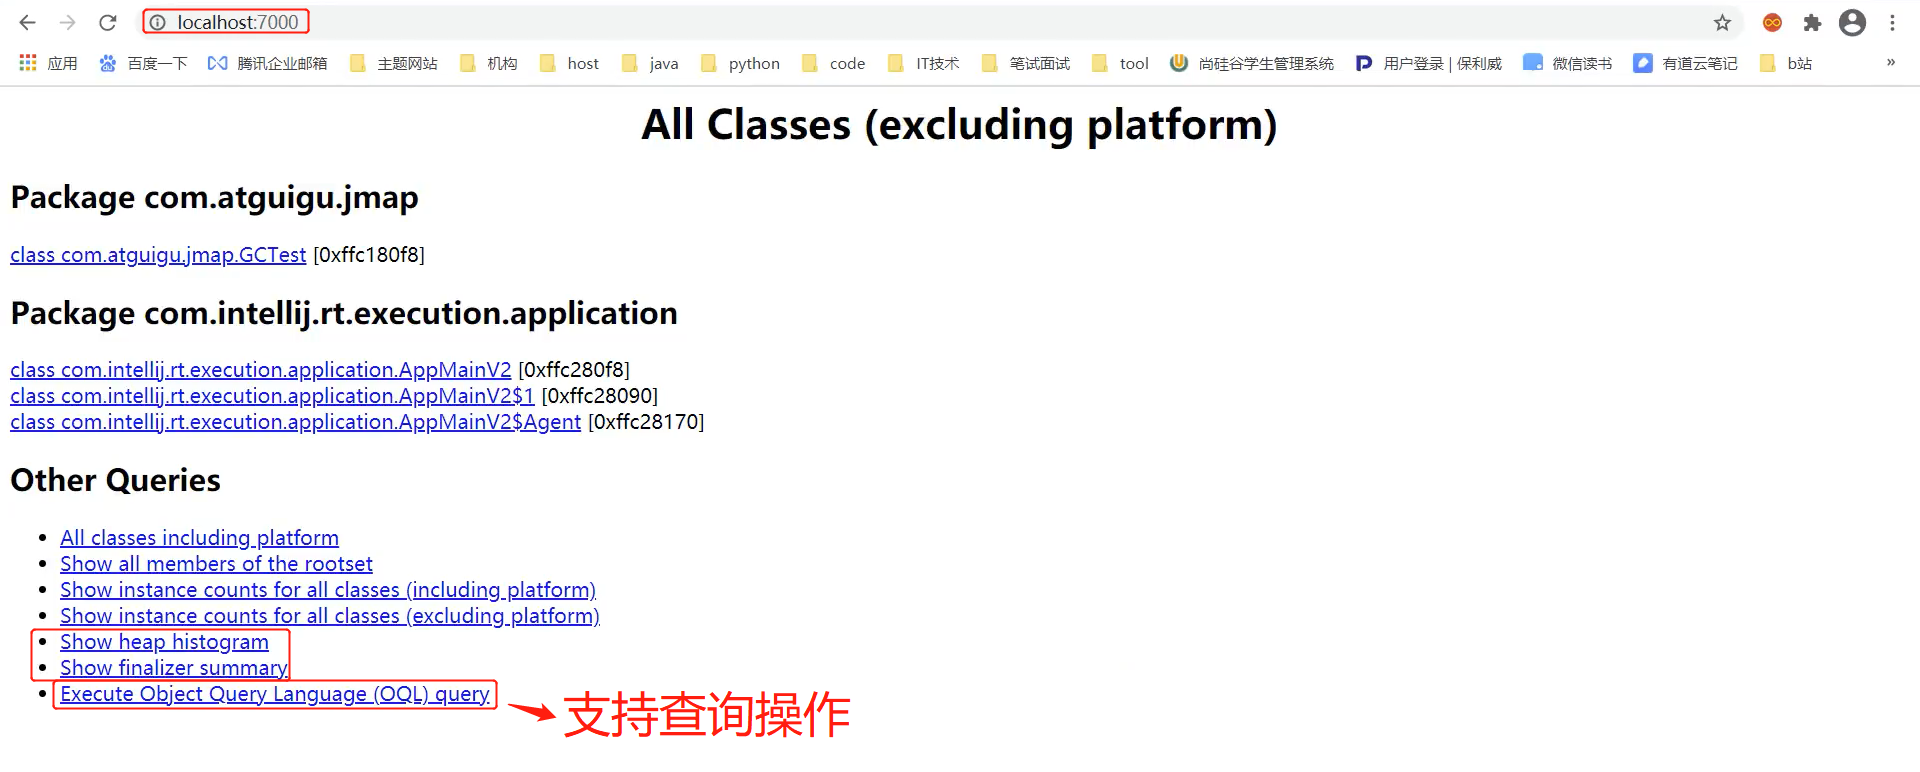 localhost:7000
应用 百度一下 腾讯企业邮箱 主题网站 机构 host java python code IT技术 笔试面试 tool 尚硅谷学生管理系统 用户登录 | 保利威 微信读书 有道云笔记 b站 »
All Classes (excluding platform)
Package com.atguigu.jmap
class com.atguigu.jmap.GCTest [0xffc180f8]
Package com.intellij.rt.execution.application
class com.intellij.rt.execution.application.AppMainV2 [0xffc280f8]
class com.intellij.rt.execution.application.AppMainV2$1 [0xffc28090]
class com.intellij.rt.execution.application.AppMainV2$Agent [0xffc28170]
Other Queries
All classes including platform
Show all members of the rootset
Show instance counts for all classes (including platform)
Show instance counts for all classes (excluding platform)
Show heap histogram
Show finalizer summary
Execute Object Query Language (OQL) query
支持查询操作